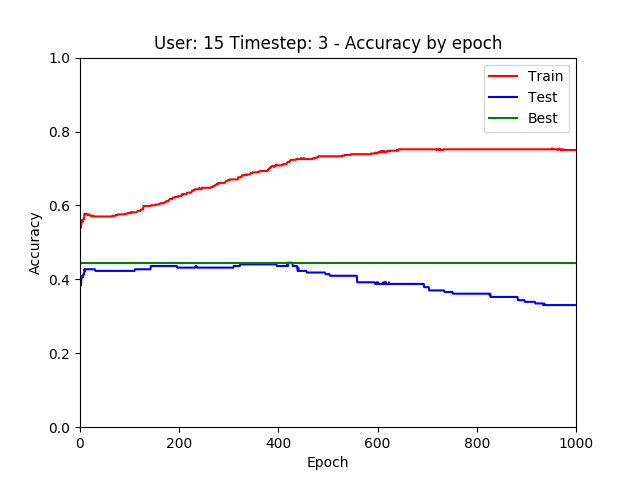 User: 15 Timestep: 3 - Accuracy by epoch
1.0
0.8
0.6
0.4
0.2
0.0
Accuracy
Train
Test
Best
0 200 400 600 800 1000
Epoch